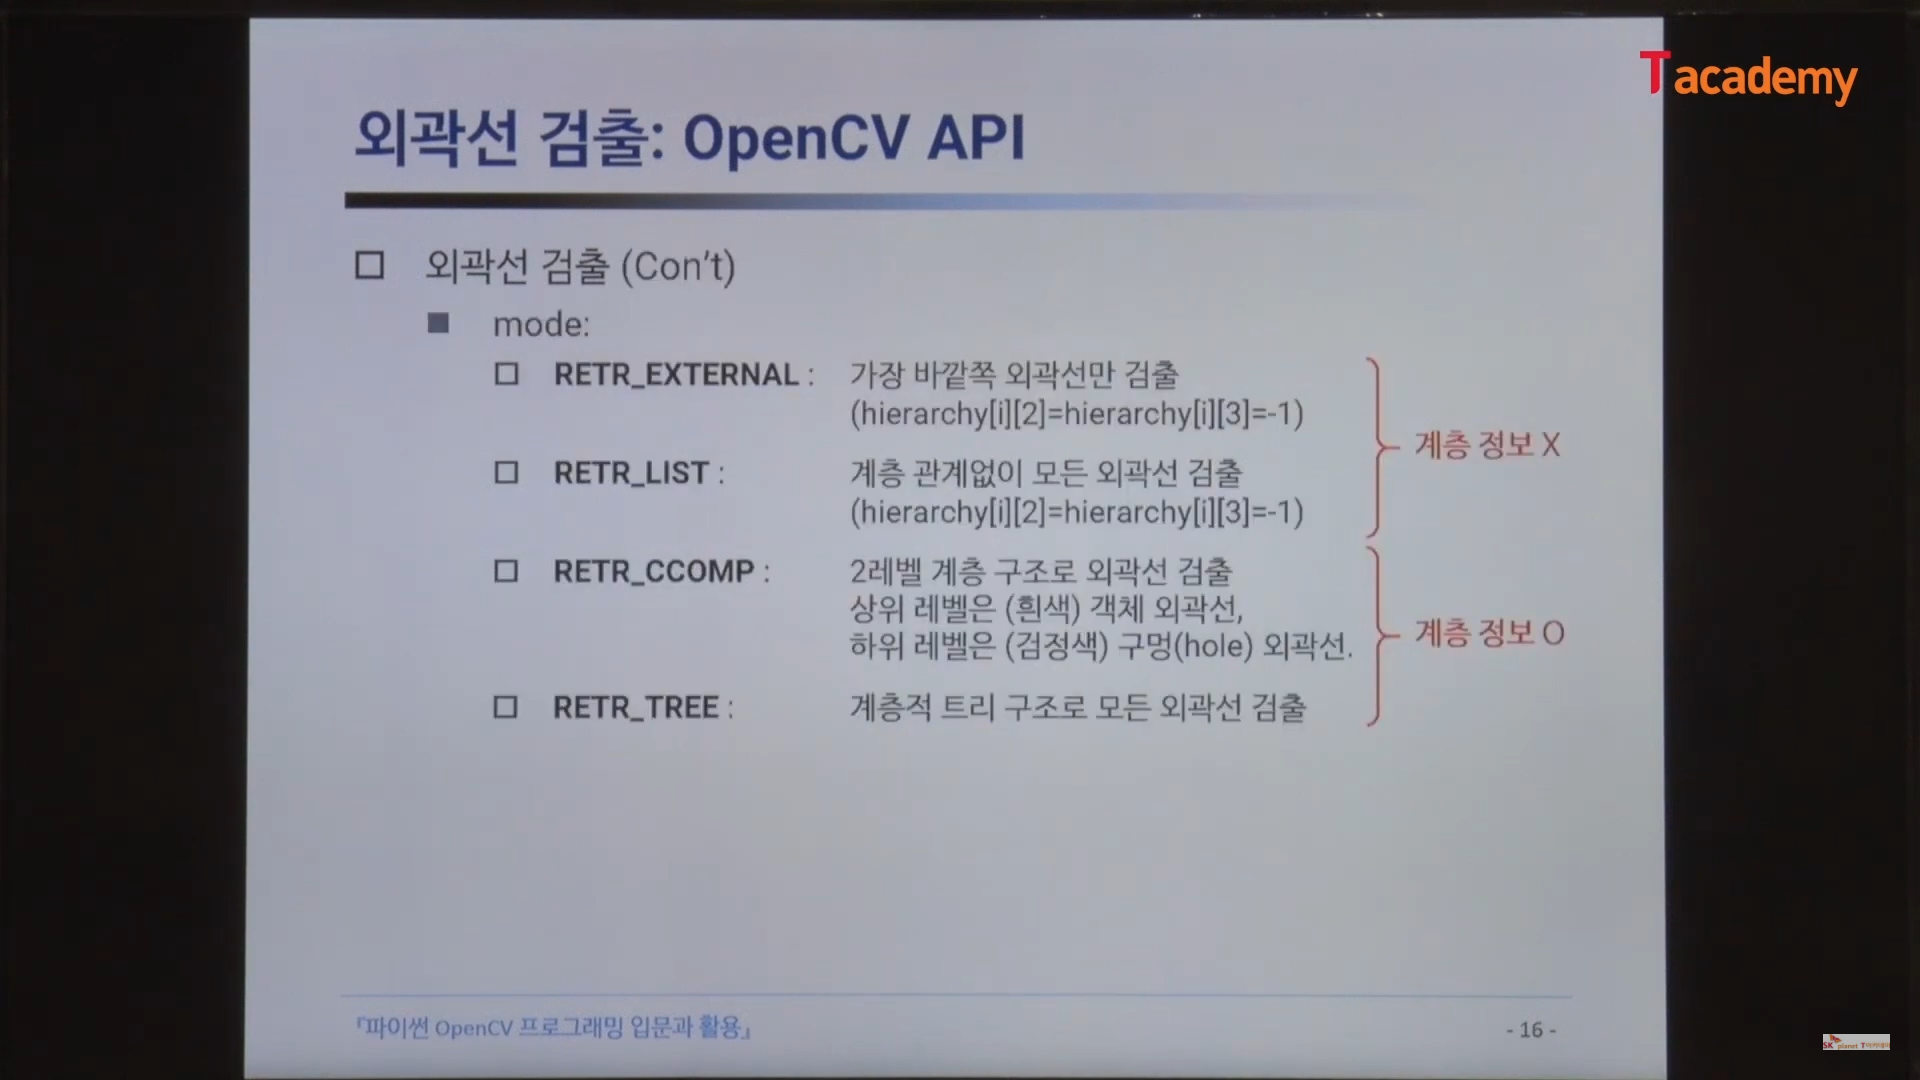 T academy
외곽선 검출: OpenCV API
외곽선 검출 (Con't)
mode:
RETR_EXTERNAL : 가장 바깥쪽 외곽선만 검출
(hierarchy[i][2]=hierarchy[i][3]=-1)
RETR_LIST : 계층 관계없이 모든 외곽선 검출
(hierarchy[i][2]=hierarchy[i][3]=-1)
계층 정보 X
RETR_CCOMP : 2레벨 계층 구조로 외곽선 검출
상위 레벨은 (흰색) 객체 외곽선,
하위 레벨은 (검정색) 구멍(hole) 외곽선.
RETR_TREE : 계층적 트리 구조로 모든 외곽선 검출
계층 정보 O
『파이썬 OpenCV 프로그래밍 입문과 활용』
- 16 -
SK planet